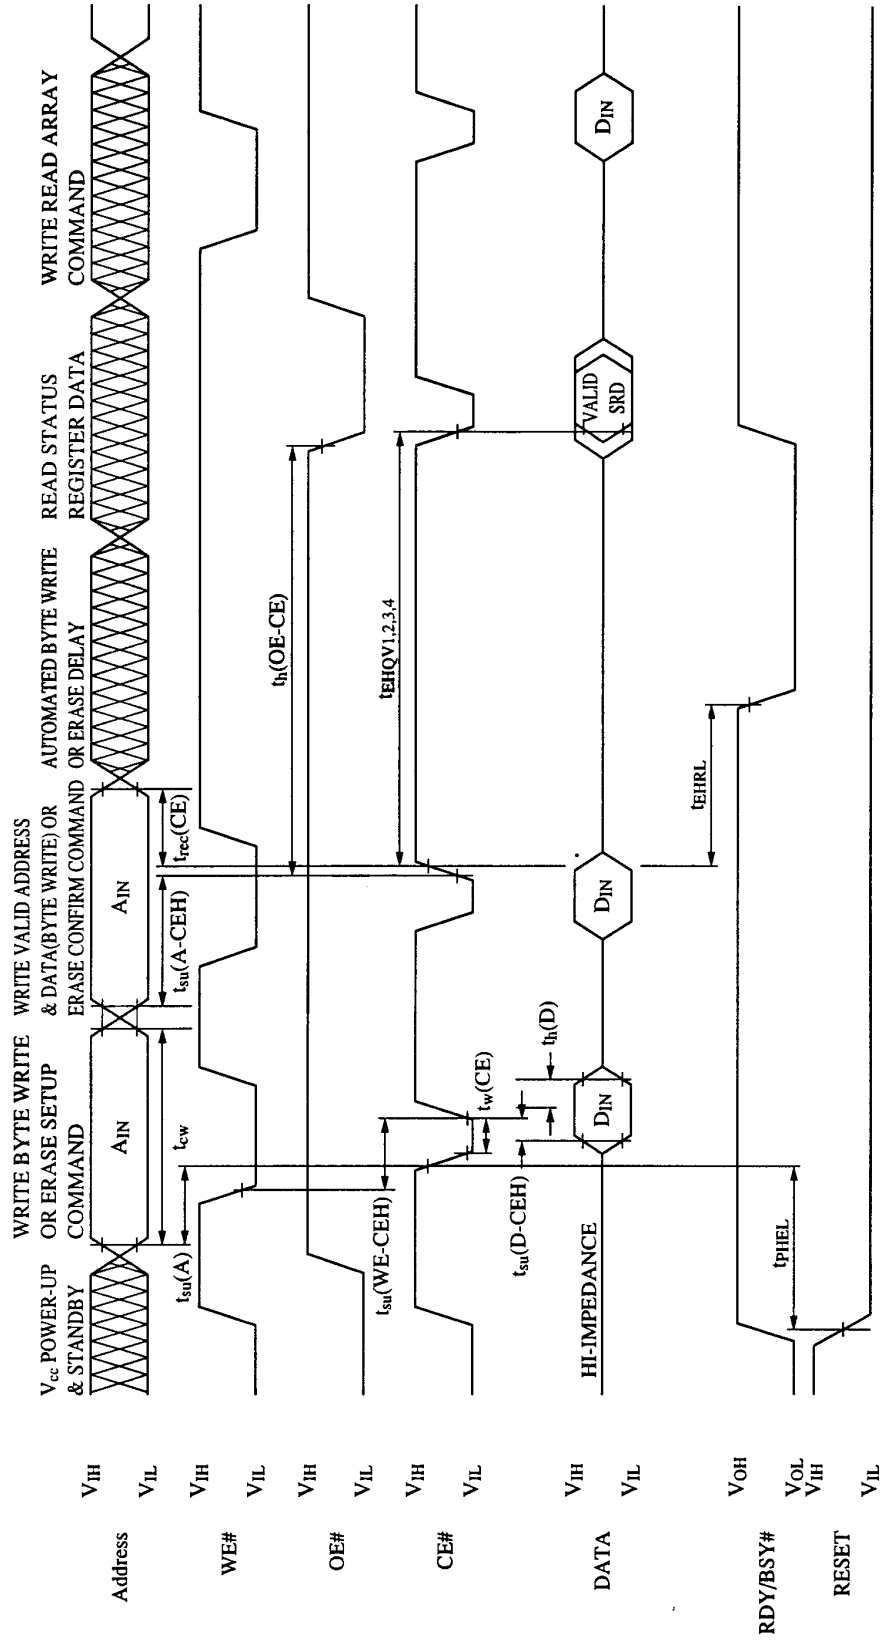 Vcc POWER-UP
& STANDBY
WRITE BYTE WRITE
OR ERASE SETUP
COMMAND
WRITE VALID ADDRESS
& DATA(BYTE WRITE) OR
ERASE CONFIRM COMMAND
AUTOMATED BYTE WRITE
OR ERASE DELAY
READ STATUS
REGISTER DATA
WRITE READ ARRAY
COMMAND
Address
VIH
VIL
AIN
AIN
tsu(A)
tcw
tsu(A-CEH)
trec(CE)
WE#
VIH
VIL
OE#
VIH
VIL
th(OE-CE)
tsu(WE-CEH)
CE#
VIH
VIL
tEHQV1,2,3,4
tw(CE)
tsu(D-CEH)
th(D)
DATA
VIH
VIL
HI-IMPEDANCE
DIN
DIN
VALID
SRD
DIN
tEHRL
RDY/BSY#
VOH
VOL
tPHEL
RESET
VIH
VIL